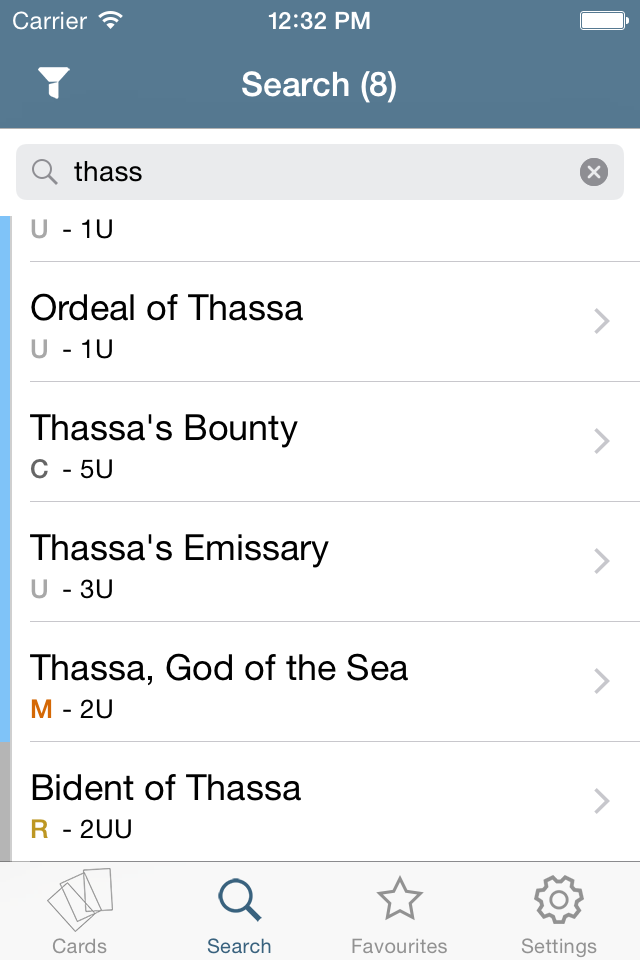 Carrier 12:32 PM
Search (8)
thass
U - 1U
Ordeal of Thassa
U - 1U
Thassa's Bounty
C - 5U
Thassa's Emissary
U - 3U
Thassa, God of the Sea
M - 2U
Bident of Thassa
R - 2UU
Cards Search Favourites Settings